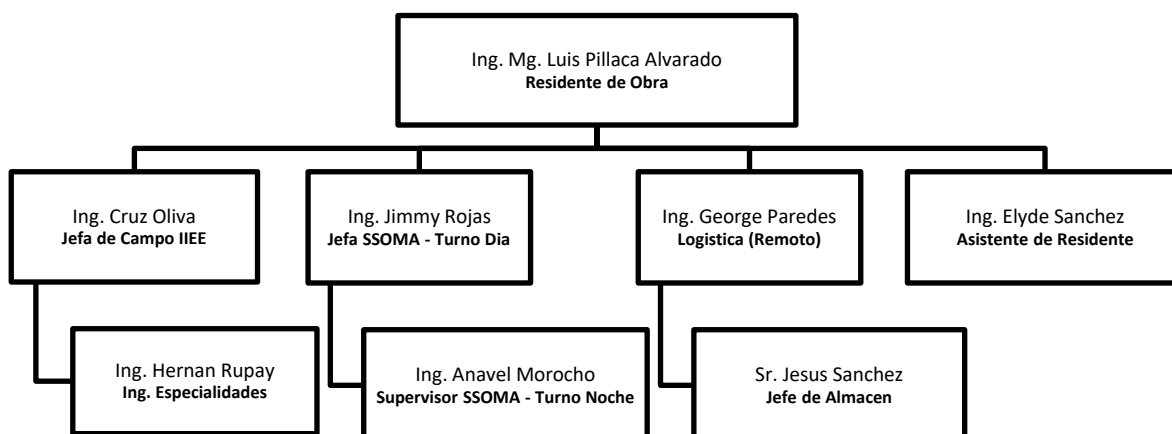 Ing. Mg. Luis Pillaca Alvarado
Residente de Obra
Ing. Cruz Oliva
Jefa de Campo IIEE
Ing. Jimmy Rojas
Jefa SSOMA - Turno Dia
Ing. George Paredes
Logistica (Remoto)
Ing. Elyde Sanchez
Asistente de Residente
Ing. Hernan Rupay
Ing. Especialidades
Ing. Anavel Morocho
Supervisor SSOMA - Turno Noche
Sr. Jesus Sanchez
Jefe de Almacen